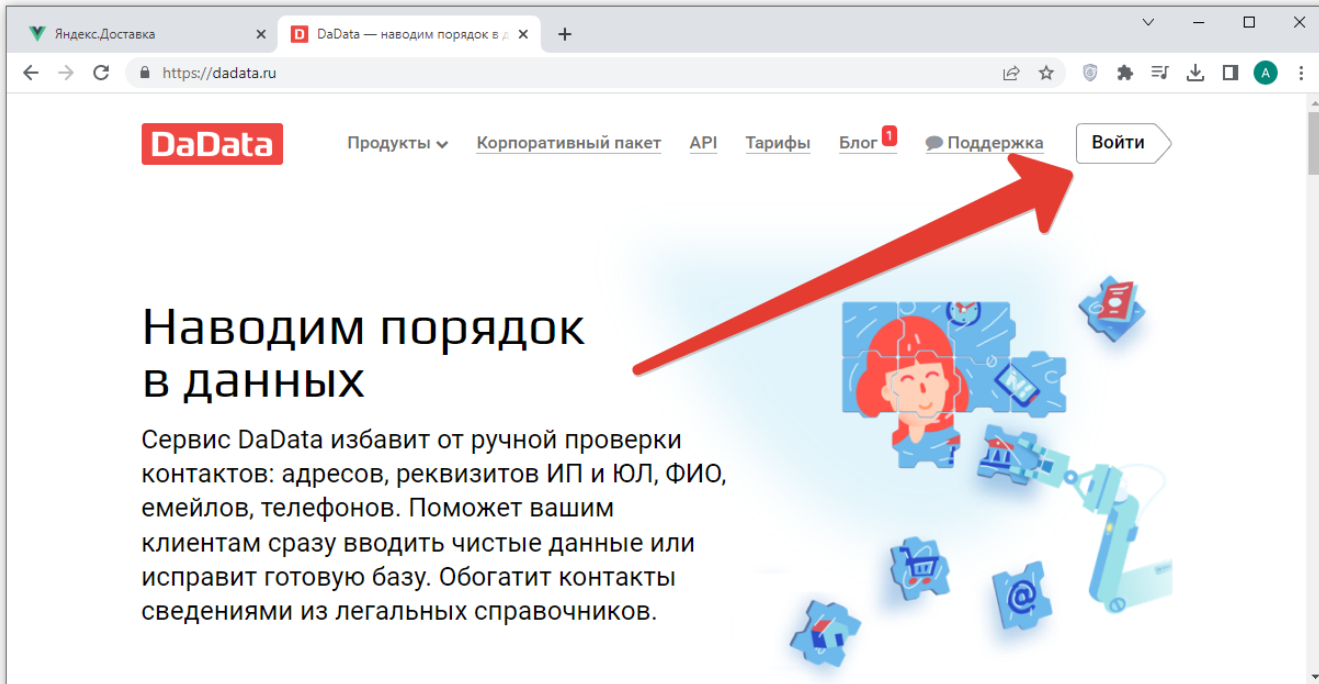 Яндекс.Доставка
DaData — наводим порядок в д
https://dadata.ru
A
DaData
Продукты
Корпоративный пакет
API
Тарифы
Блог 1
Поддержка
Войти
Наводим порядок
в данных
Сервис DaData избавит от ручной проверки
контактов: адресов, реквизитов ИП и ЮЛ, ФИО,
емейлов, телефонов. Поможет вашим
клиентам сразу вводить чистые данные или
исправит готовую базу. Обогатит контакты
сведениями из легальных справочников.
@